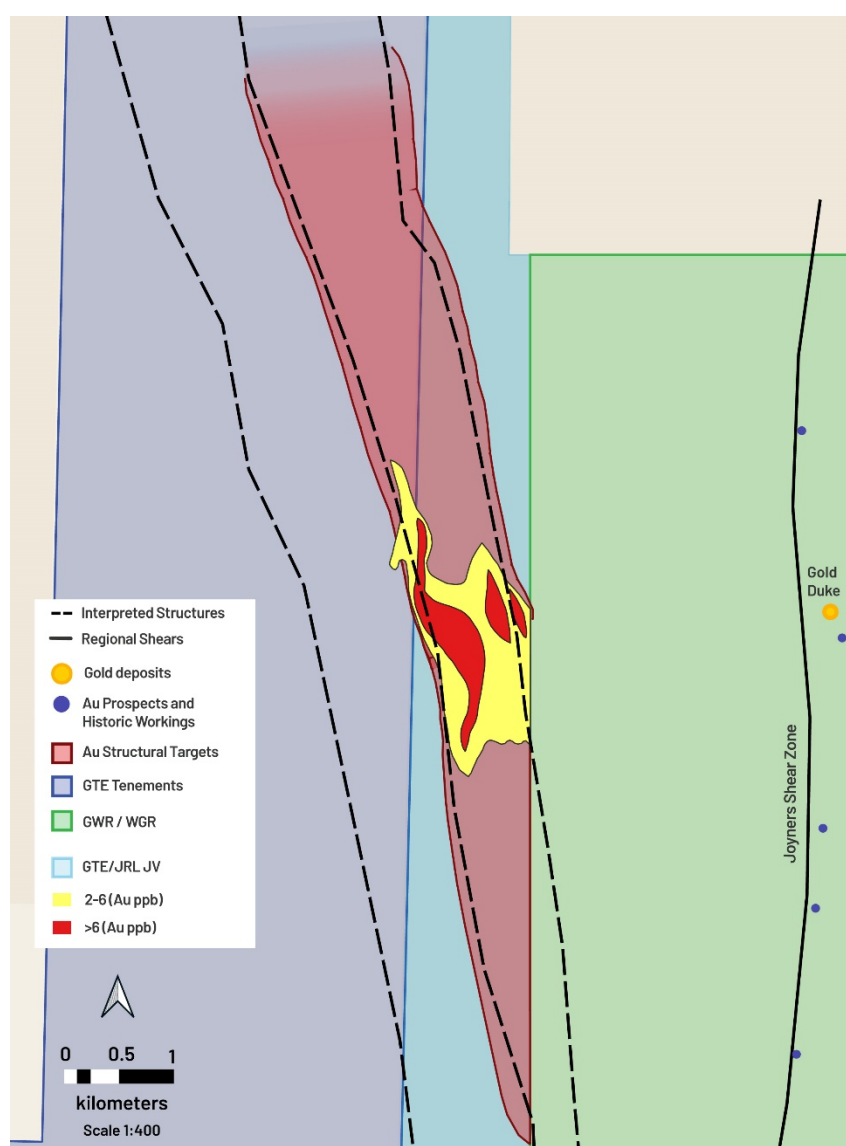 Gold
Duke
Joyners Shear Zone
Interpreted Structures
Regional Shears
Gold deposits
Au Prospects and
Historic Workings
Au Structural Targets
GTE Tenements
GWR / WGR
GTE/JRL JV
2-6 (Au ppb)
>6 (Au ppb)
0 0.5 1
kilometers
Scale 1:400